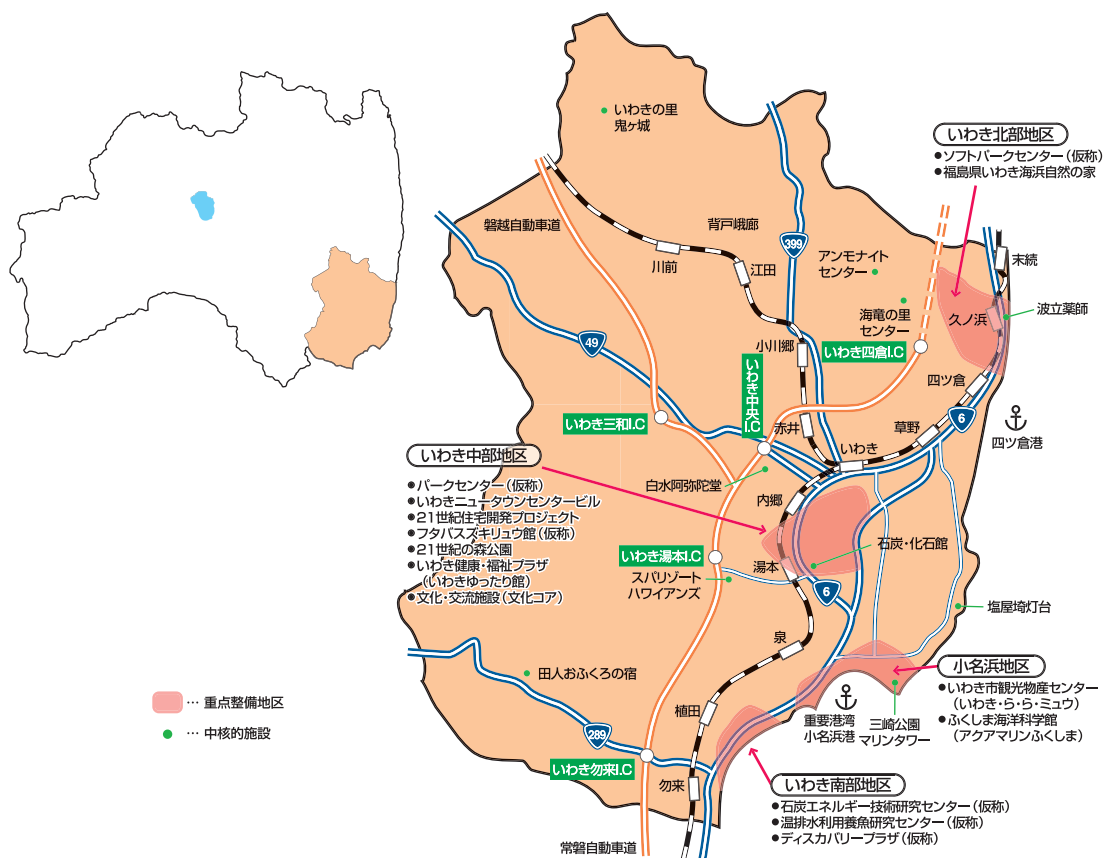 いわきの里
鬼ヶ城
いわき北部地区
●ソフトパークセンター(仮称)
●福島県いわき海浜自然の家
磐越自動車道
背戸峨廊
399
川前
江田
アンモナイト
センター
末続
海竜の里
センター
久ノ浜
波立薬師
49
小川郷
いわき四倉I.C
いわき中央I.C
四ツ倉
6
いわき三和I.C
赤井
草野
四ツ倉港
いわき
いわき中部地区
●パークセンター(仮称)
●いわきニュータウンセンタービル
●21世紀住宅開発プロジェクト
●フタバスズキリュウ館(仮称)
●21世紀の森公園
●いわき健康・福祉プラザ
(いわきゆったり館)
●文化・交流施設(文化コア)
白水阿弥陀堂
内郷
石炭・化石館
いわき湯本I.C
湯本
スパリゾート
ハワイアンズ
6
塩屋埼灯台
泉
田人おふくろの宿
小名浜地区
●いわき市観光物産センター
(いわき・ら・ら・ミュウ)
●ふくしま海洋科学館
(アクアマリンふくしま)
… 重点整備地区
… 中核的施設
植田
重要港湾
小名浜港
三崎公園
マリンタワー
289
いわき勿来I.C
勿来
いわき南部地区
●石炭エネルギー技術研究センター(仮称)
●温排水利用養魚研究センター(仮称)
●ディスカバリープラザ(仮称)
常磐自動車道